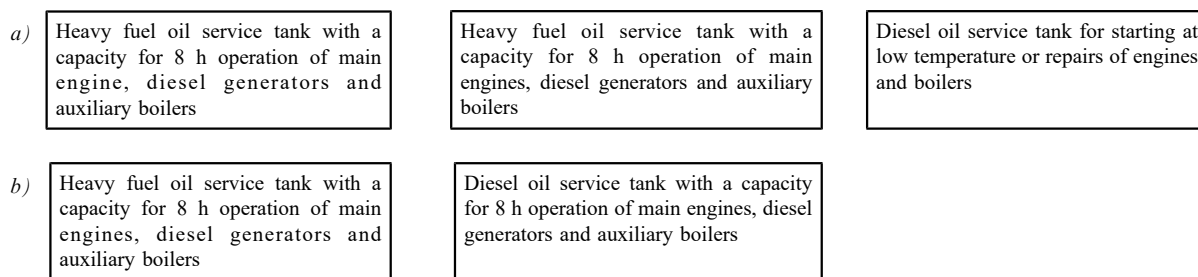 a)
Heavy fuel oil service tank with a
capacity for 8 h operation of main
engine, diesel generators and
auxiliary boilers
Heavy fuel oil service tank with a
capacity for 8 h operation of main
engines, diesel generators and auxiliary
boilers
Diesel oil service tank for starting at
low temperature or repairs of engines
and boilers
b)
Heavy fuel oil service tank with a
capacity for 8 h operation of main
engines, diesel generators and
auxiliary boilers
Diesel oil service tank with a capacity
for 8 h operation of main engines, diesel
generators and auxiliary boilers